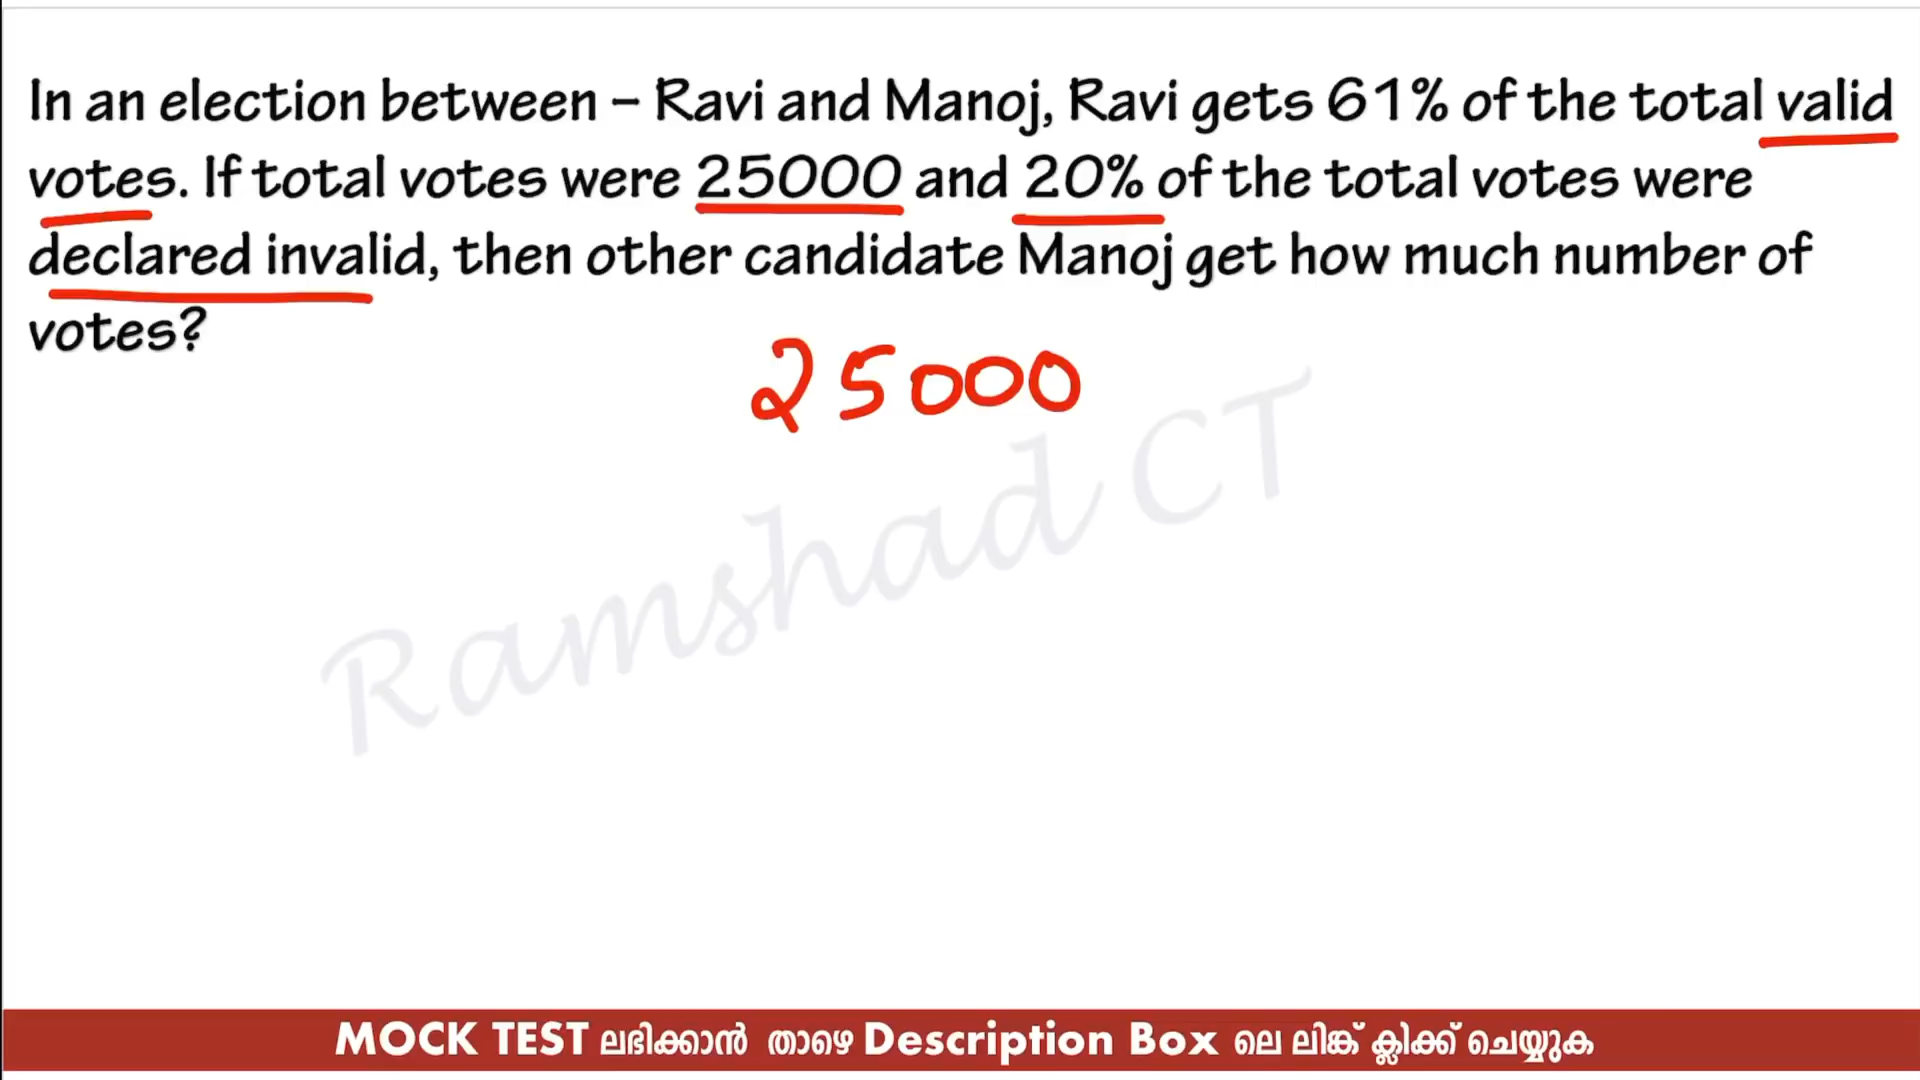 In an election between – Ravi and Manoj, Ravi gets 61% of the total valid
votes. If total votes were 25000 and 20% of the total votes were
declared invalid, then other candidate Manoj get how much number of
votes?
25000
Ramshad CT
MOCK TEST ലഭിക്കാൻ താഴെ Description Box ലെ ലിങ്ക് ക്ലിക്ക് ചെയ്യുക